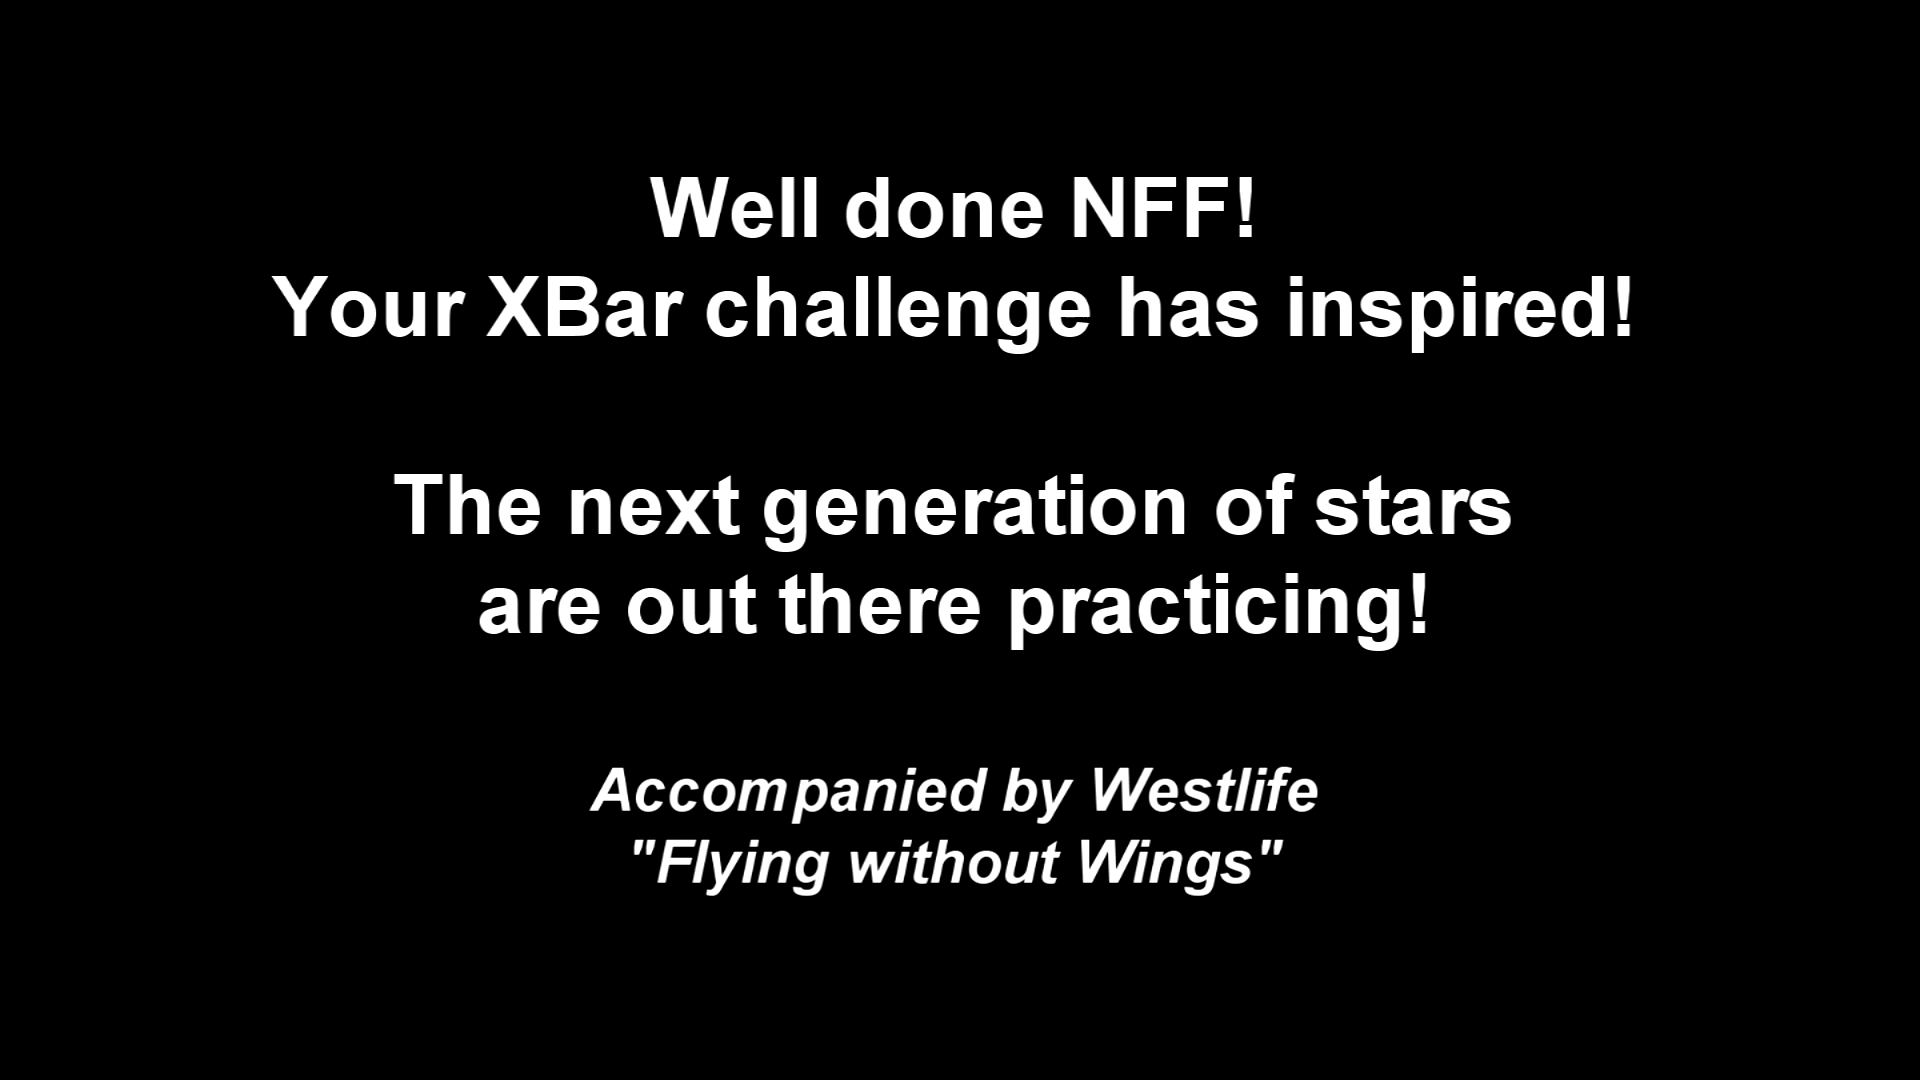 Well done NFF!
Your XBar challenge has inspired!
The next generation of stars
are out there practicing!
Accompanied by Westlife
"Flying without Wings"